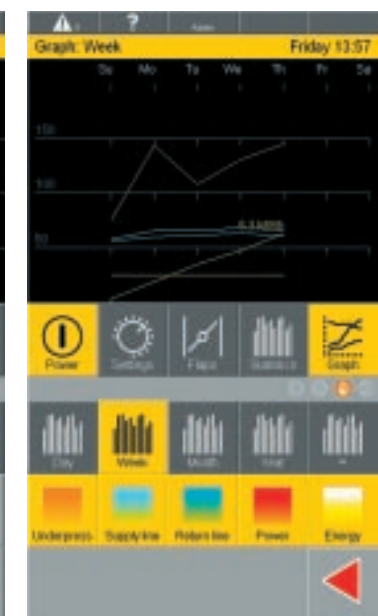 ?
Graph: Week Friday 13:57
Su Mo Tu We Th Fr Sa
150
100
50
Power Settings Flaps Statistics Graph
Day Week Month Year
Underpress. Supply line Return line Power Energy